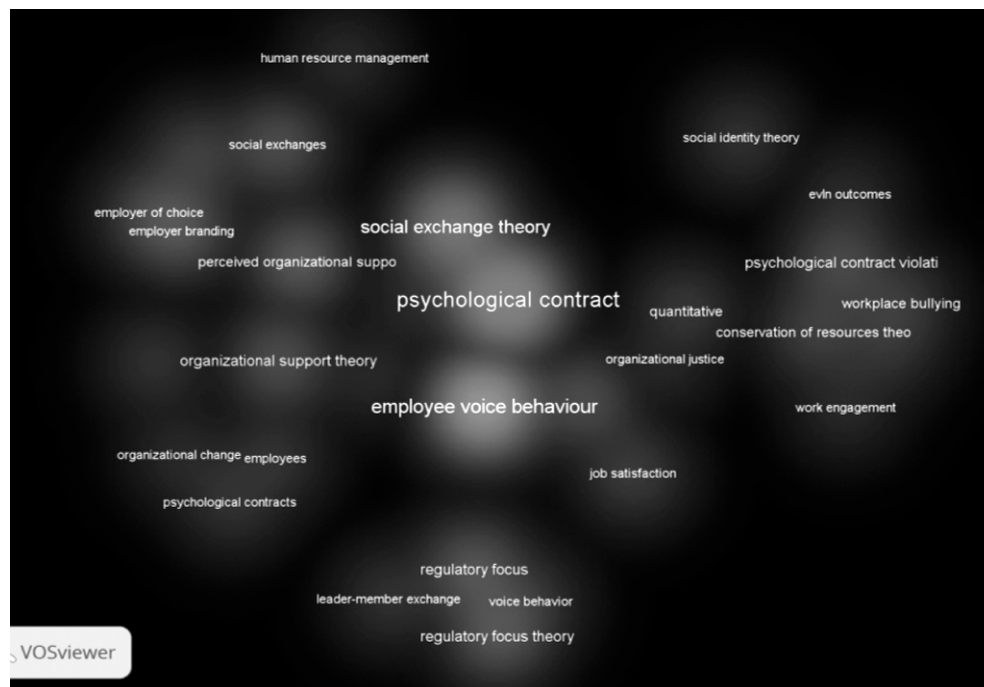 human resource management
social identity theory
social exchanges
evln outcomes
employer of choice
social exchange theory
employer branding
perceived organizational suppo
psychological contract violati
psychological contract
workplace bullying
quantitative
conservation of resources theo
organizational support theory
organizational justice
employee voice behaviour
work engagement
organizational change
employees
job satisfaction
psychological contracts
regulatory focus
leader-member exchange
voice behavior
regulatory focus theory
VOSviewer